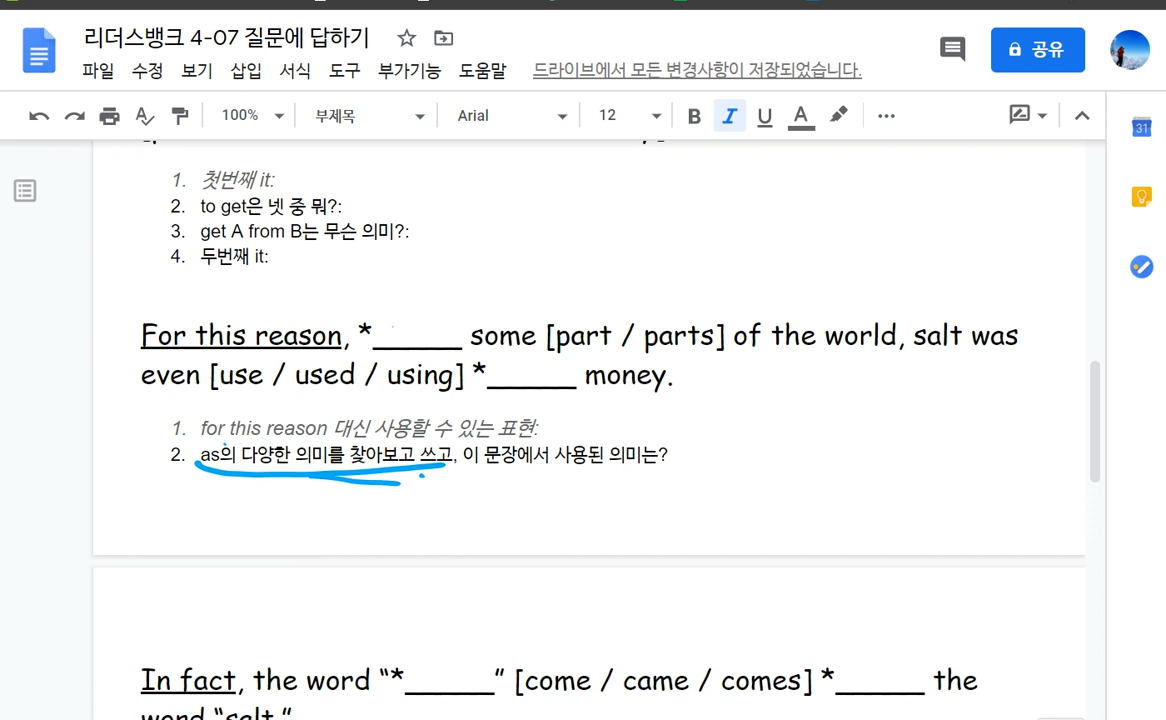 리더스뱅크 4-07 질문에 답하기
공유
파일 수정 보기 삽입 서식 도구 부가기능 도움말 드라이브에서 모든 변경사항이 저장되었습니다.
100% 부제목 Arial 12 B I U A
31
1. 첫번째 it:
2. to get은 넷 중 뭐?:
3. get A from B는 무슨 의미?:
4. 두번째 it:
For this reason, *______ some [part / parts] of the world, salt was
even [use / used / using] *______ money.
1. for this reason 대신 사용할 수 있는 표현:
2. as의 다양한 의미를 찾아보고 쓰고, 이 문장에서 사용된 의미는?
In fact, the word “*______” [come / came / comes] *______ the
word “salt.”